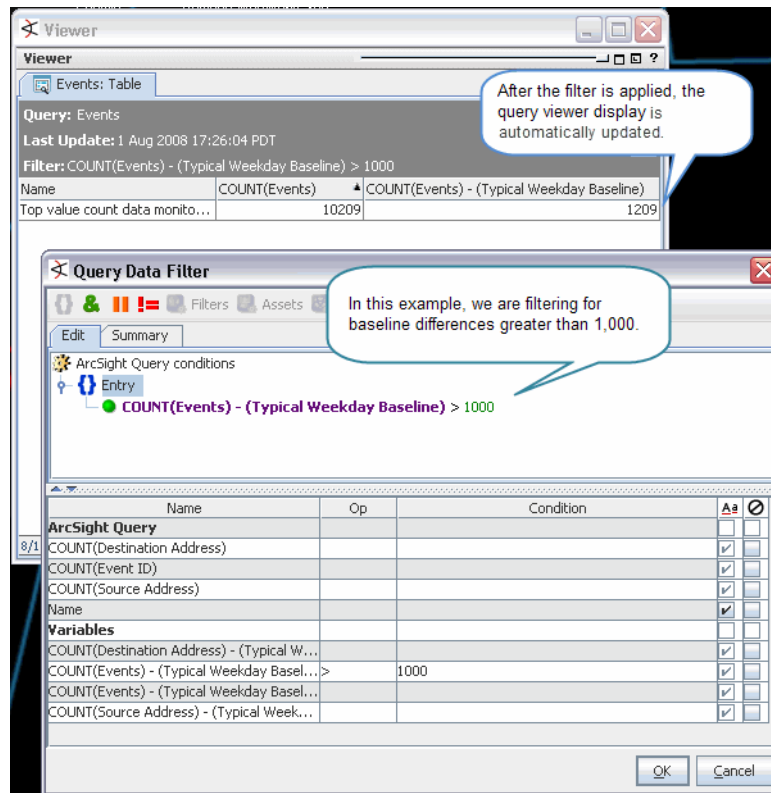 Viewer
Viewer
Events: Table
Query: Events
Last Update: 1 Aug 2008 17:26:04 PDT
Filter: COUNT(Events) - (Typical Weekday Baseline) > 1000
After the filter is applied, the
query viewer display is
automatically updated.
Name COUNT(Events) COUNT(Events) - (Typical Weekday Baseline)
Top value count data monito... 10209 1209
Query Data Filter
Filters Assets
In this example, we are filtering for
baseline differences greater than 1,000.
Edit Summary
ArcSight Query conditions
{} Entry
COUNT(Events) - (Typical Weekday Baseline) > 1000
Name Op Condition Aa
ArcSight Query
8/1
COUNT(Destination Address)
COUNT(Event ID)
COUNT(Source Address)
Name
Variables
COUNT(Destination Address) - (Typical W...
COUNT(Events) - (Typical Weekday Basel... > 1000
COUNT(Events) - (Typical Weekday Basel...
COUNT(Source Address) - (Typical Week...
OK Cancel